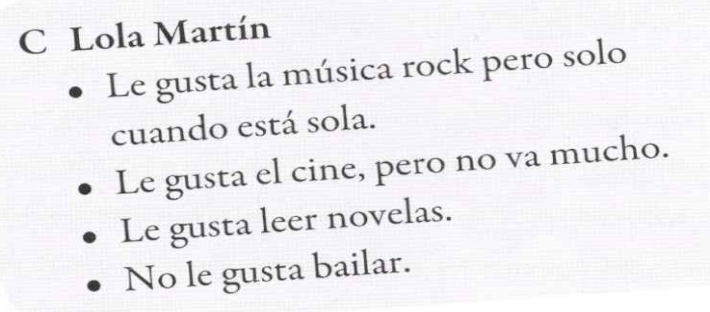 C Lola Martín
• Le gusta la música rock pero solo
cuando está sola.
• Le gusta el cine, pero no va mucho.
• Le gusta leer novelas.
• No le gusta bailar.